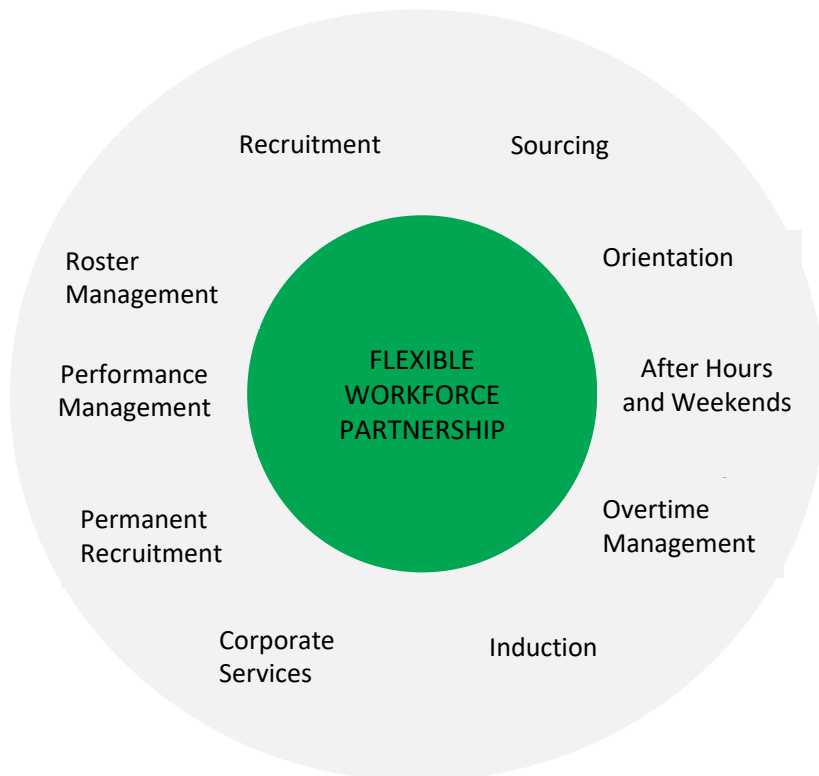 Recruitment
Sourcing
Roster
Management
Orientation
FLEXIBLE
WORKFORCE
PARTNERSHIP
Performance
Management
After Hours
and Weekends
Permanent
Recruitment
Overtime
Management
Corporate
Services
Induction